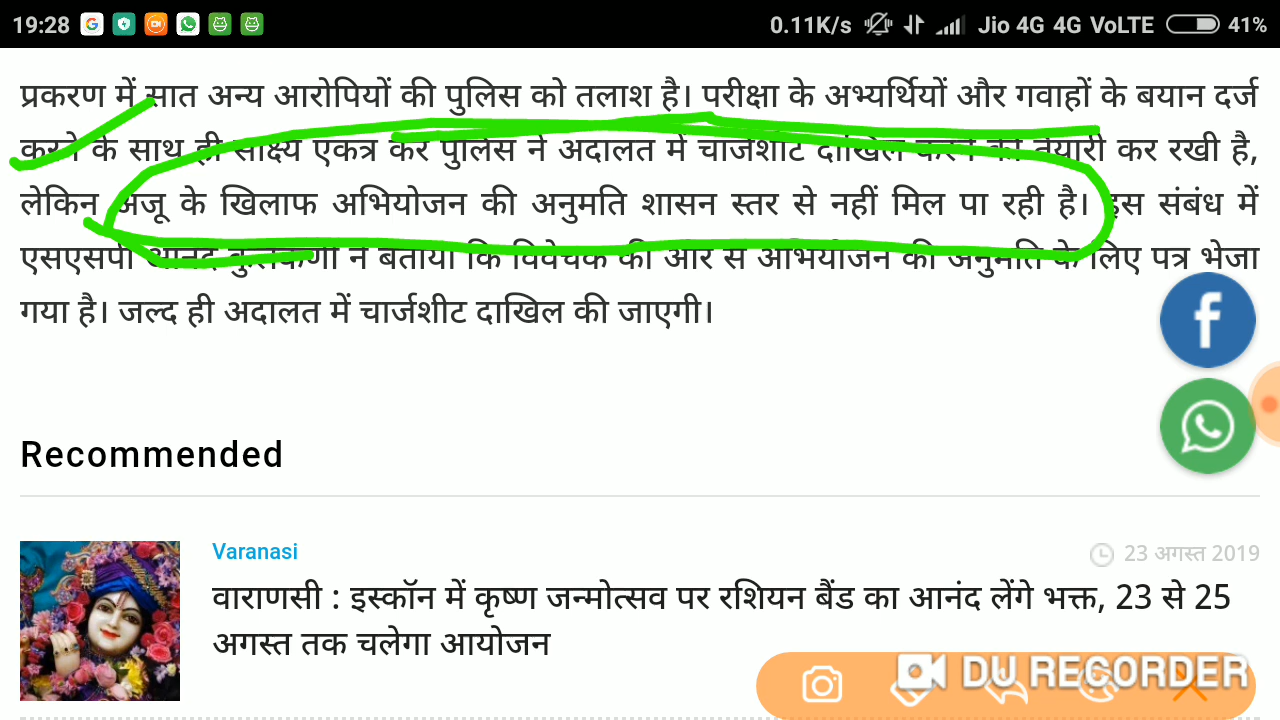 19:28 0.11K/s Jio 4G 4G VoLTE 41%
प्रकरण में सात अन्य आरोपियों की पुलिस को तलाश है। परीक्षा के अभ्यर्थियों और गवाहों के बयान दर्ज
करने के साथ ही साक्ष्य एकत्र कर पुलिस ने अदालत में चार्जशीट दाखिल करने की तैयारी कर रखी है,
लेकिन अंजू के खिलाफ अभियोजन की अनुमति शासन स्तर से नहीं मिल पा रही है। इस संबंध में
एसएसपी आनंद कुलकर्णी ने बताया कि विवेचक की ओर से अभियोजन की अनुमति के लिए पत्र भेजा
गया है। जल्द ही अदालत में चार्जशीट दाखिल की जाएगी।
Recommended
Varanasi
23 अगस्त 2019
वाराणसी : इस्कॉन में कृष्ण जन्मोत्सव पर रशियन बैंड का आनंद लेंगे भक्त, 23 से 25
अगस्त तक चलेगा आयोजन
DU RECORDER